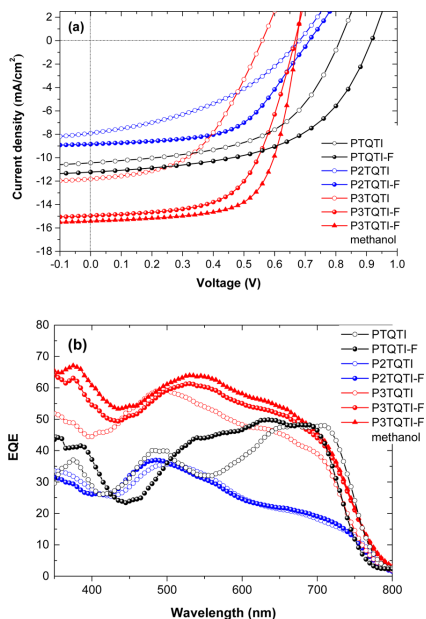 (a)
Current density (mA/cm²)
2
0
-2
-4
-6
-8
-10
-12
-14
-16
-18
PTQTI
PTQTI-F
P2TQTI
P2TQTI-F
P3TQTI
P3TQTI-F
P3TQTI-F
methanol
-0.1 0.0 0.1 0.2 0.3 0.4 0.5 0.6 0.7 0.8 0.9 1.0
Voltage (V)
(b)
EQE
80
70
60
50
40
30
20
10
0
PTQTI
PTQTI-F
P2TQTI
P2TQTI-F
P3TQTI
P3TQTI-F
P3TQTI-F
methanol
400 500 600 700 800
Wavelength (nm)